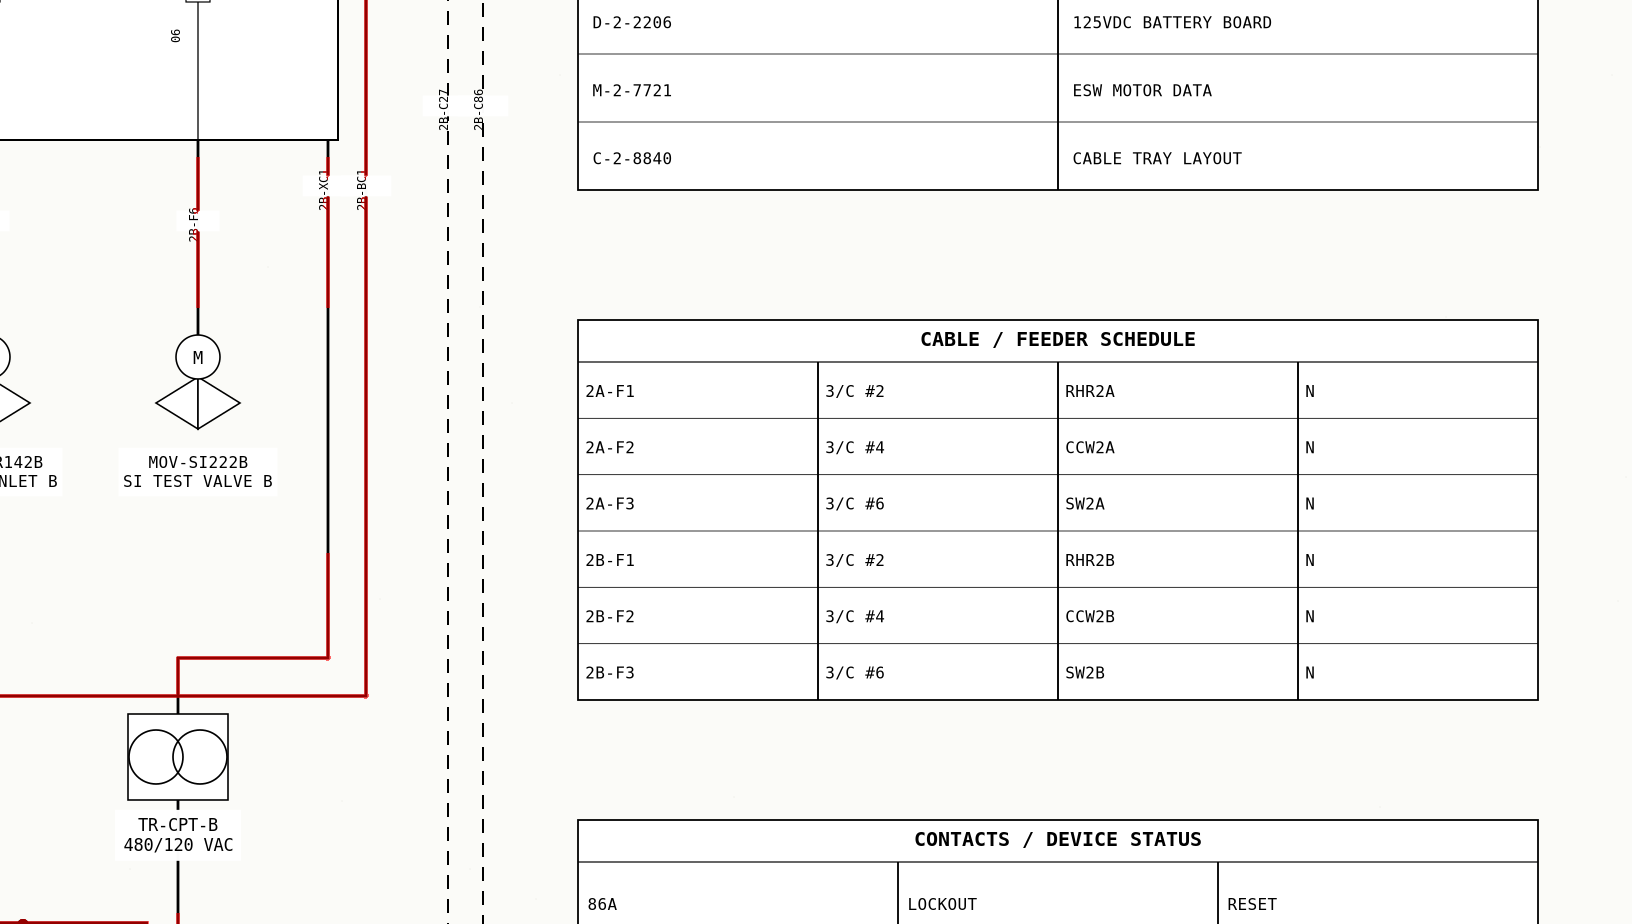 06
2B-F6
2B-XC1
2B-BC1
2B-C27
2B-C86
M
R142B
NLET B
MOV-SI222B
SI TEST VALVE B
TR-CPT-B
480/120 VAC
D-2-2206 125VDC BATTERY BOARD
M-2-7721 ESW MOTOR DATA
C-2-8840 CABLE TRAY LAYOUT
CABLE / FEEDER SCHEDULE
2A-F1 3/C #2 RHR2A N
2A-F2 3/C #4 CCW2A N
2A-F3 3/C #6 SW2A N
2B-F1 3/C #2 RHR2B N
2B-F2 3/C #4 CCW2B N
2B-F3 3/C #6 SW2B N
CONTACTS / DEVICE STATUS
86A LOCKOUT RESET